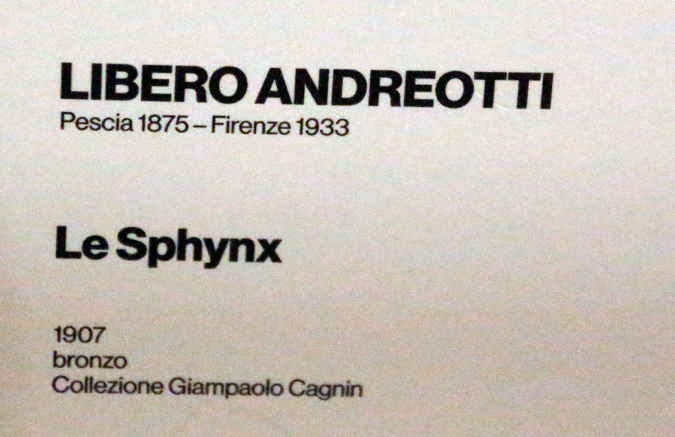 LIBERO ANDREOTTI
Pescia 1875 – Firenze 1933
Le Sphynx
1907
bronzo
Collezione Giampaolo Cagnin